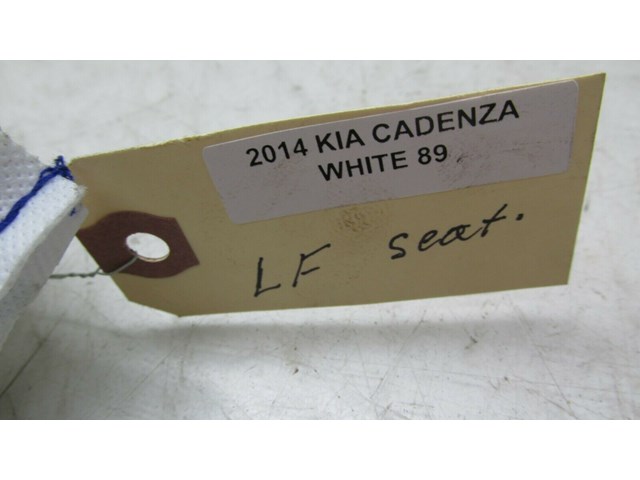 2014 KIA CADENZA
WHITE 89
LF seat.